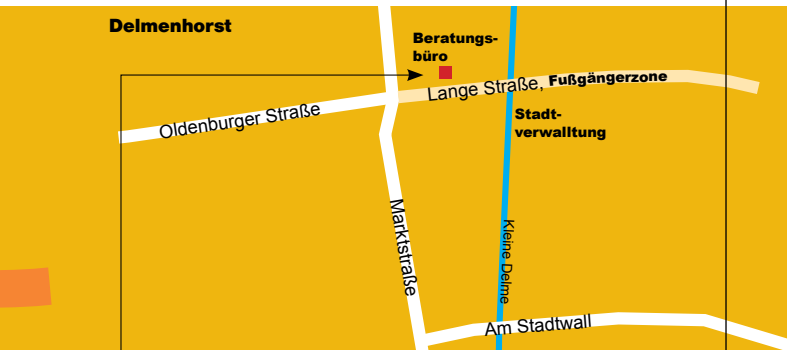 Delmenhorst
Beratungs-
büro
Lange Straße, Fußgängerzone
Oldenburger Straße
Stadt-
verwalltung
Marktstraße
Kleine Delme
Am Stadtwall